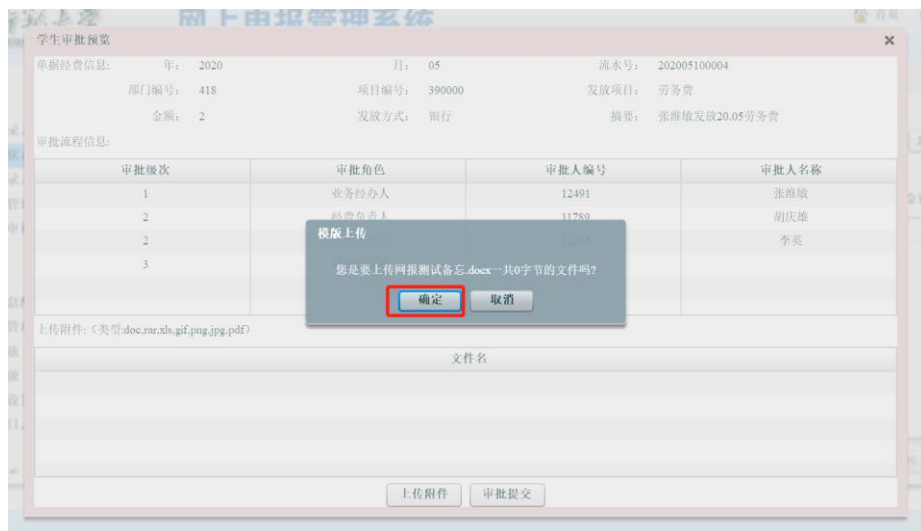 网上申报管理系统
首页
学生审批预览
单据经费信息: 年: 2020 月: 05 流水号: 202005100004
部门编号: 418 项目编号: 390000 发放项目: 劳务费
金额: 2 发放方式: 银行 摘要: 张维敏发放20.05劳务费
审批流程信息:
审批级次 审批角色 审批人编号 审批人名称
1 业务经办人 12491 张维敏
2 经费负责人 11789 胡庆雄
2 李英
3
模版上传
您是要上传网报测试备忘.docx一共0字节的文件吗?
确定 取消
上传附件:（类型:doc,rar,xls,gif,png,jpg,pdf）
文件名
上传附件 审批提交